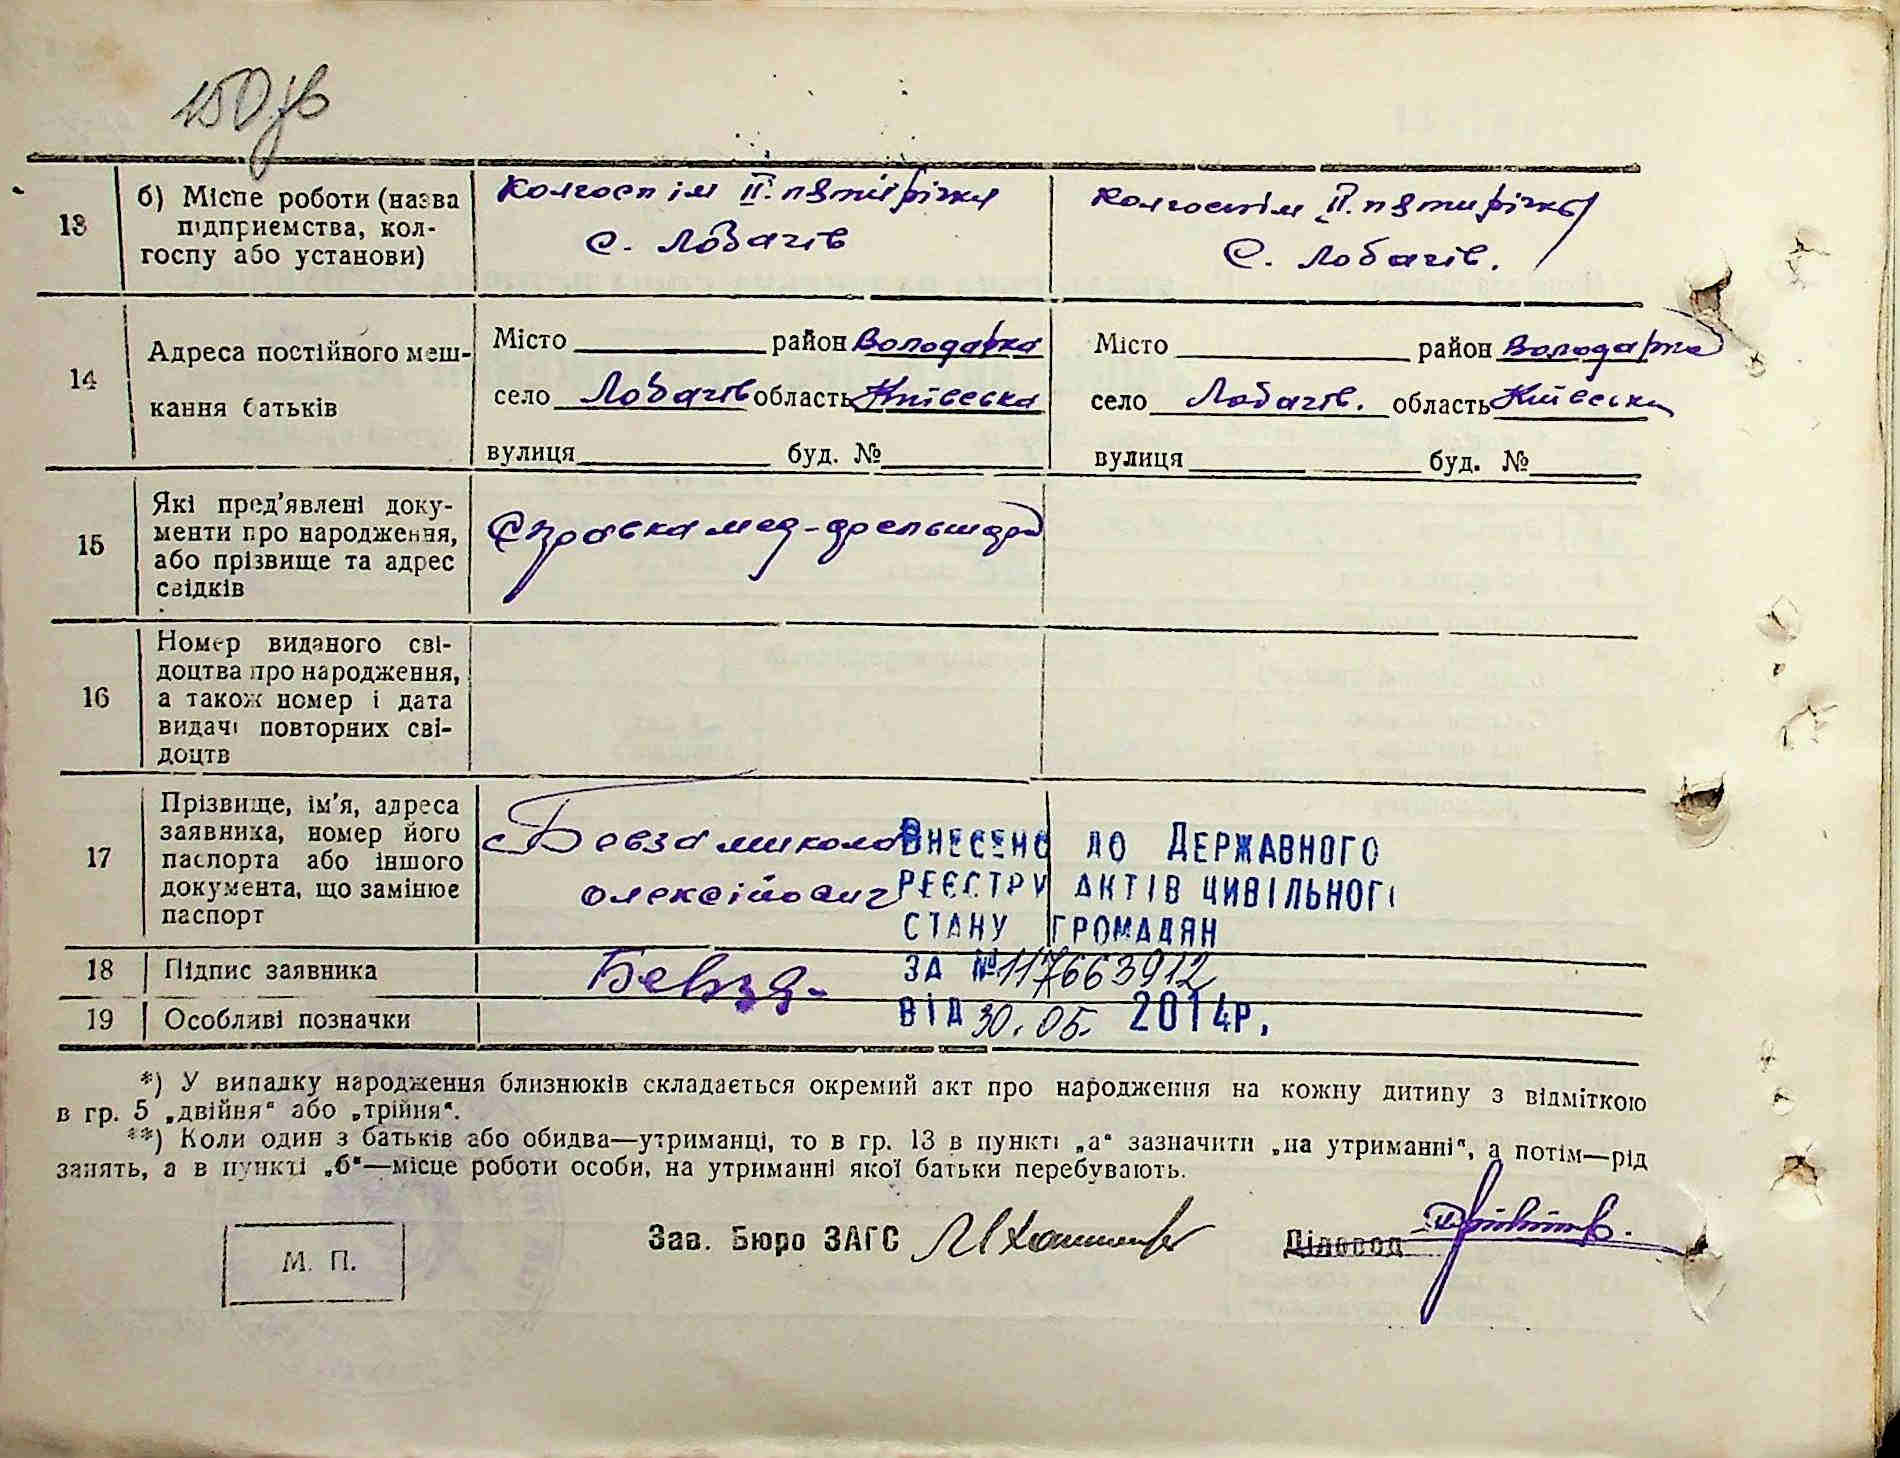 150 зв
13
б) Місце роботи (назва
підприємства, кол-
госпу або установи)
Колгосп ім ІІ. пятирічки
с. Лобачів
Колгосп ім ІІ. пятирічки
с. Лобачів.
14
Адреса постійного меш-
кання батьків
Місто район Володарка
село Лобачів область Київська
вулиця буд. №
Місто район Володарка
село Лобачів. область Київська
вулиця буд. №
15
Які пред'явлені доку-
менти про народження,
або прізвище та адрес
свідків
Справка мед-фельшара
16
Номер виданого сві-
доцтва про народження,
а також номер і дата
видачі повторних сві-
доцтв
17
Прізвище, ім'я, адреса
заявника, номер його
паспорта або іншого
документа, що замінює
паспорт
Бевза микола
олексійович
ВНЕСЕНО ДО ДЕРЖАВНОГО
РЕЄСТРУ АКТІВ ЦИВІЛЬНОГО
СТАНУ ГРОМАДЯН
ЗА № 117663912
ВІД 30.05. 2014р.
18
Підпис заявника
Бевза.
19
Особливі позначки
*) У випадку народження близнюків складається окремий акт про народження на кожну дитину з відміткою
в гр. 5 „двійня“ або „трійня“.
**) Коли один з батьків або обидва—утриманці, то в гр. 13 в пункті „а“ зазначити „на утриманні“, а потім—рід
занять, а в пункті „б“—місце роботи особи, на утриманні якої батьки перебувають.
М. П.
Зав. Бюро ЗАГС
Діловод